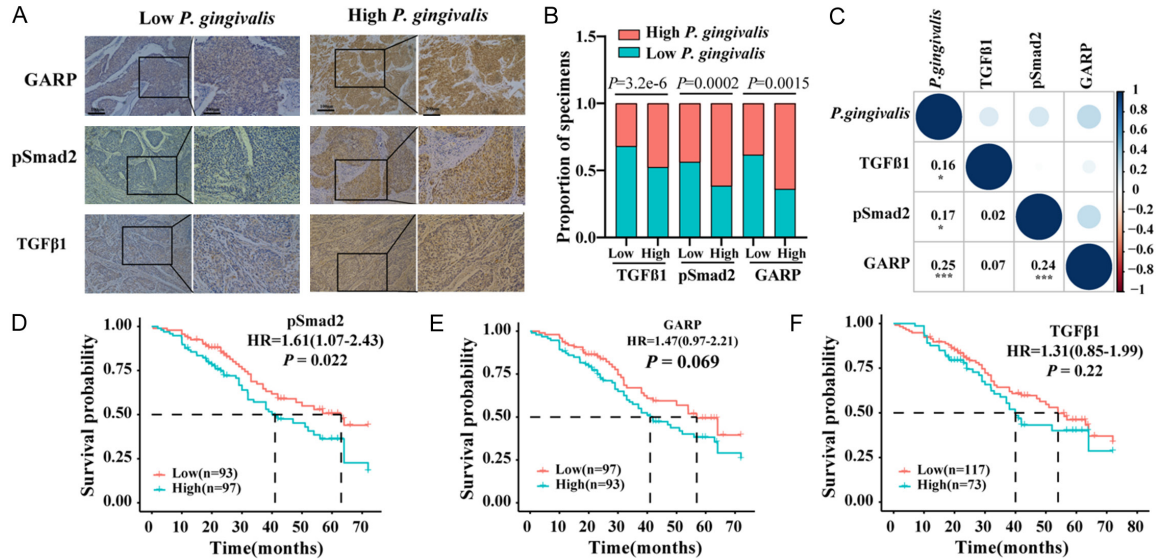 A
Low P. gingivalis
High P. gingivalis
GARP
pSmad2
TGFβ1
B
High P. gingivalis
Low P. gingivalis
1.5
1.0
0.5
0.0
Proportion of specimens
P=3.2e-6 P=0.0002 P=0.0015
Low High Low High Low High
TGFß1 pSmad2 GARP
C
P.gingivalis
TGFß1
pSmad2
GARP
P.gingivalis
TGFß1
pSmad2
GARP
0.16
*
0.17
*
0.02
0.25
***
0.07
0.24
***
1
0.8
0.6
0.4
0.2
0
−0.2
−0.4
−0.6
−0.8
−1
D
pSmad2
HR=1.61(1.07-2.43)
P = 0.022
Survival probability
1.00
0.75
0.50
0.25
0.00
Low(n=93)
High(n=97)
0 10 20 30 40 50 60 70
Time(months)
E
GARP
HR=1.47(0.97-2.21)
P = 0.069
Survival probability
1.00
0.75
0.50
0.25
0.00
Low(n=97)
High(n=93)
0 10 20 30 40 50 60 70
Time(months)
F
TGFβ1
HR=1.31(0.85-1.99)
P = 0.22
Survival probability
1.00
0.75
0.50
0.25
0.00
Low(n=117)
High(n=73)
0 10 20 30 40 50 60 70 80
Time(months)